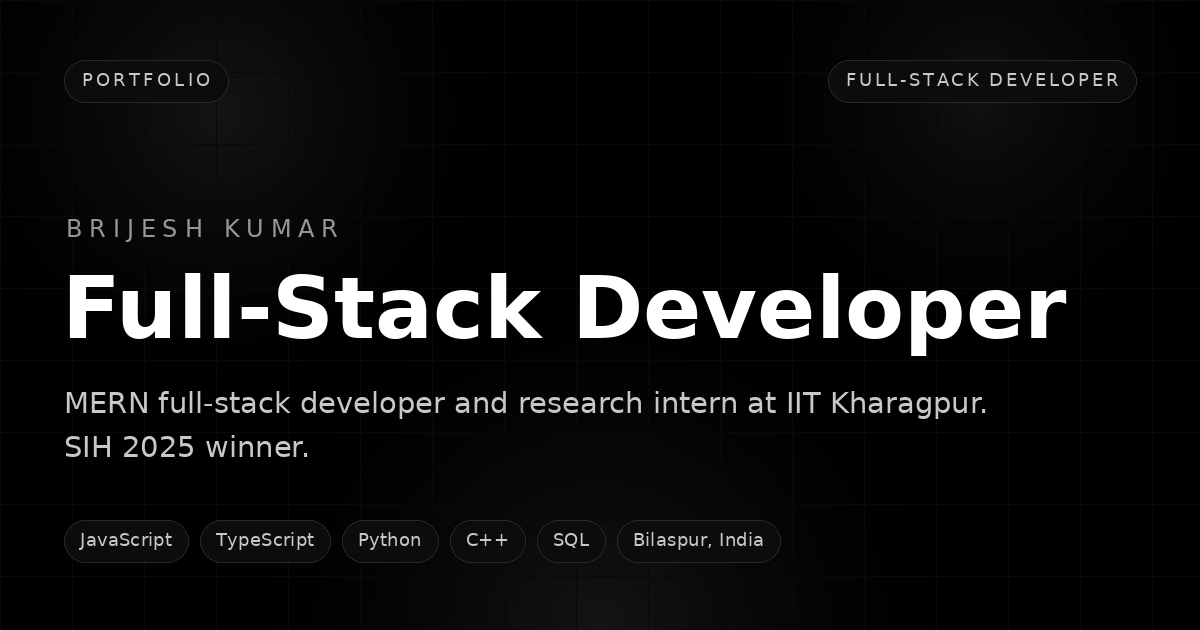 PORTFOLIO
FULL-STACK DEVELOPER
BRIJESH KUMAR
Full-Stack Developer
MERN full-stack developer and research intern at IIT Kharagpur.
SIH 2025 winner.
JavaScript TypeScript Python C++ SQL Bilaspur, India